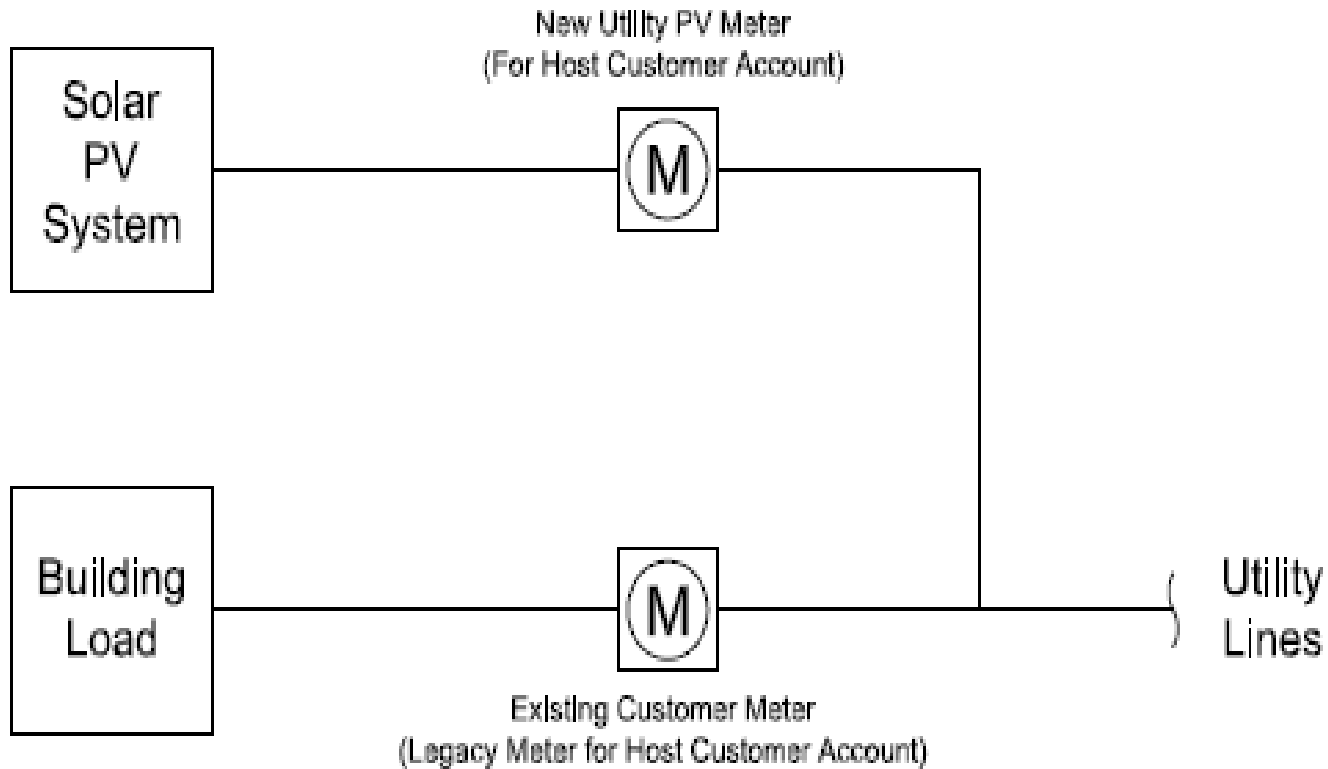 New Utility PV Meter
(For Host Customer Account)
Solar
PV
System
M
Building
Load
M
Utility
Lines
Existing Customer Meter
(Legacy Meter for Host Customer Account)